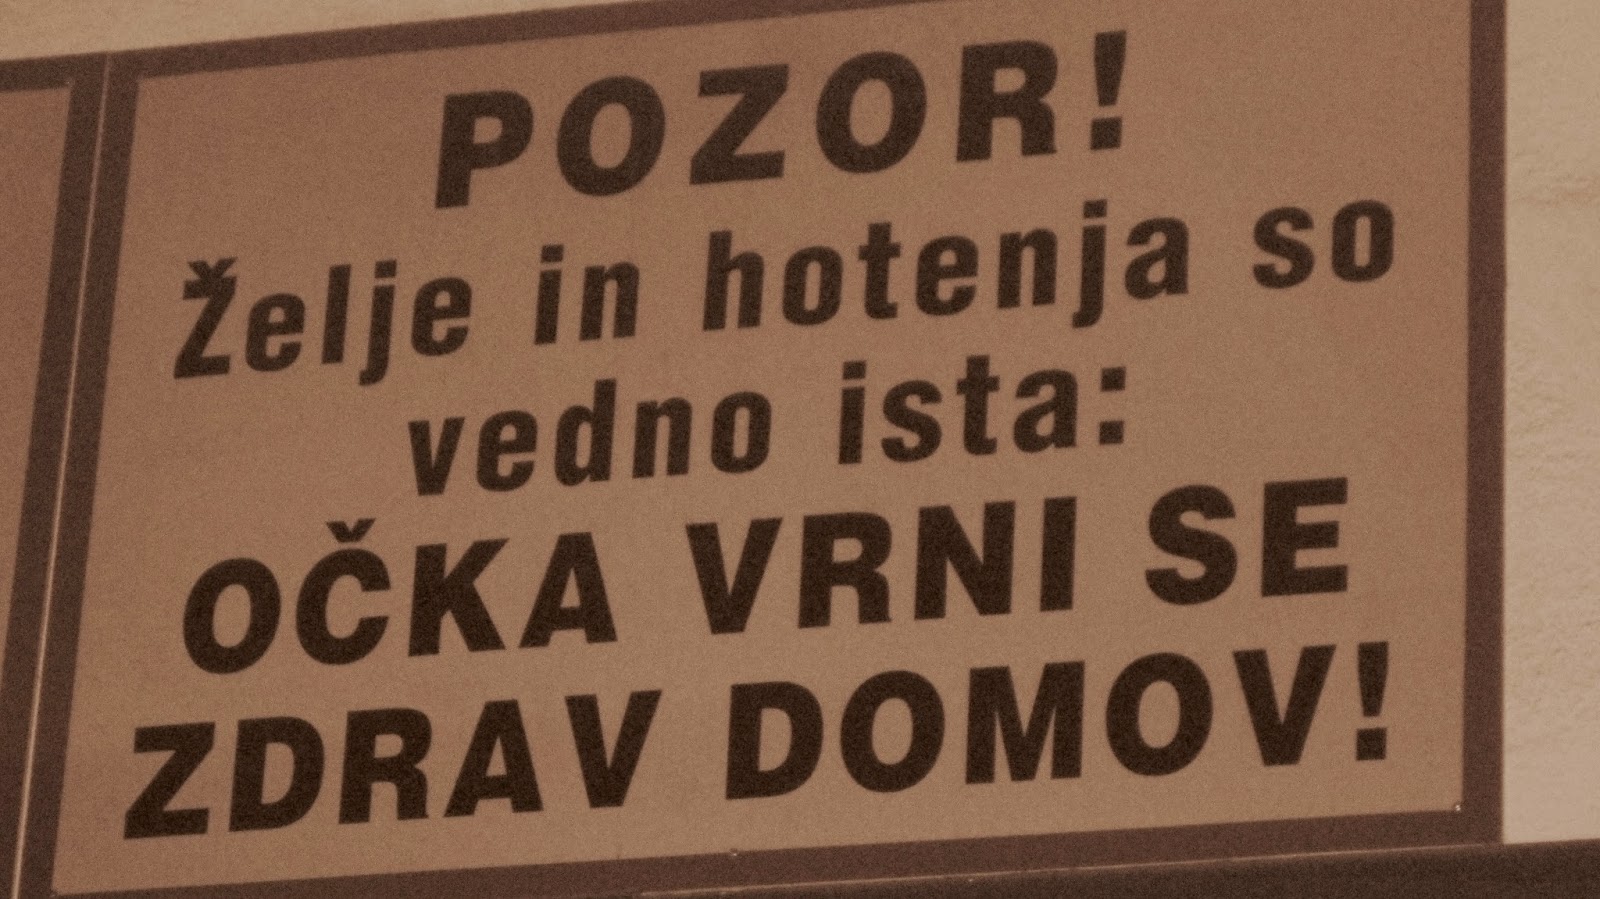 POZOR!
Želje in hotenja so
vedno ista:
OČKA VRNI SE
ZDRAV DOMOV!